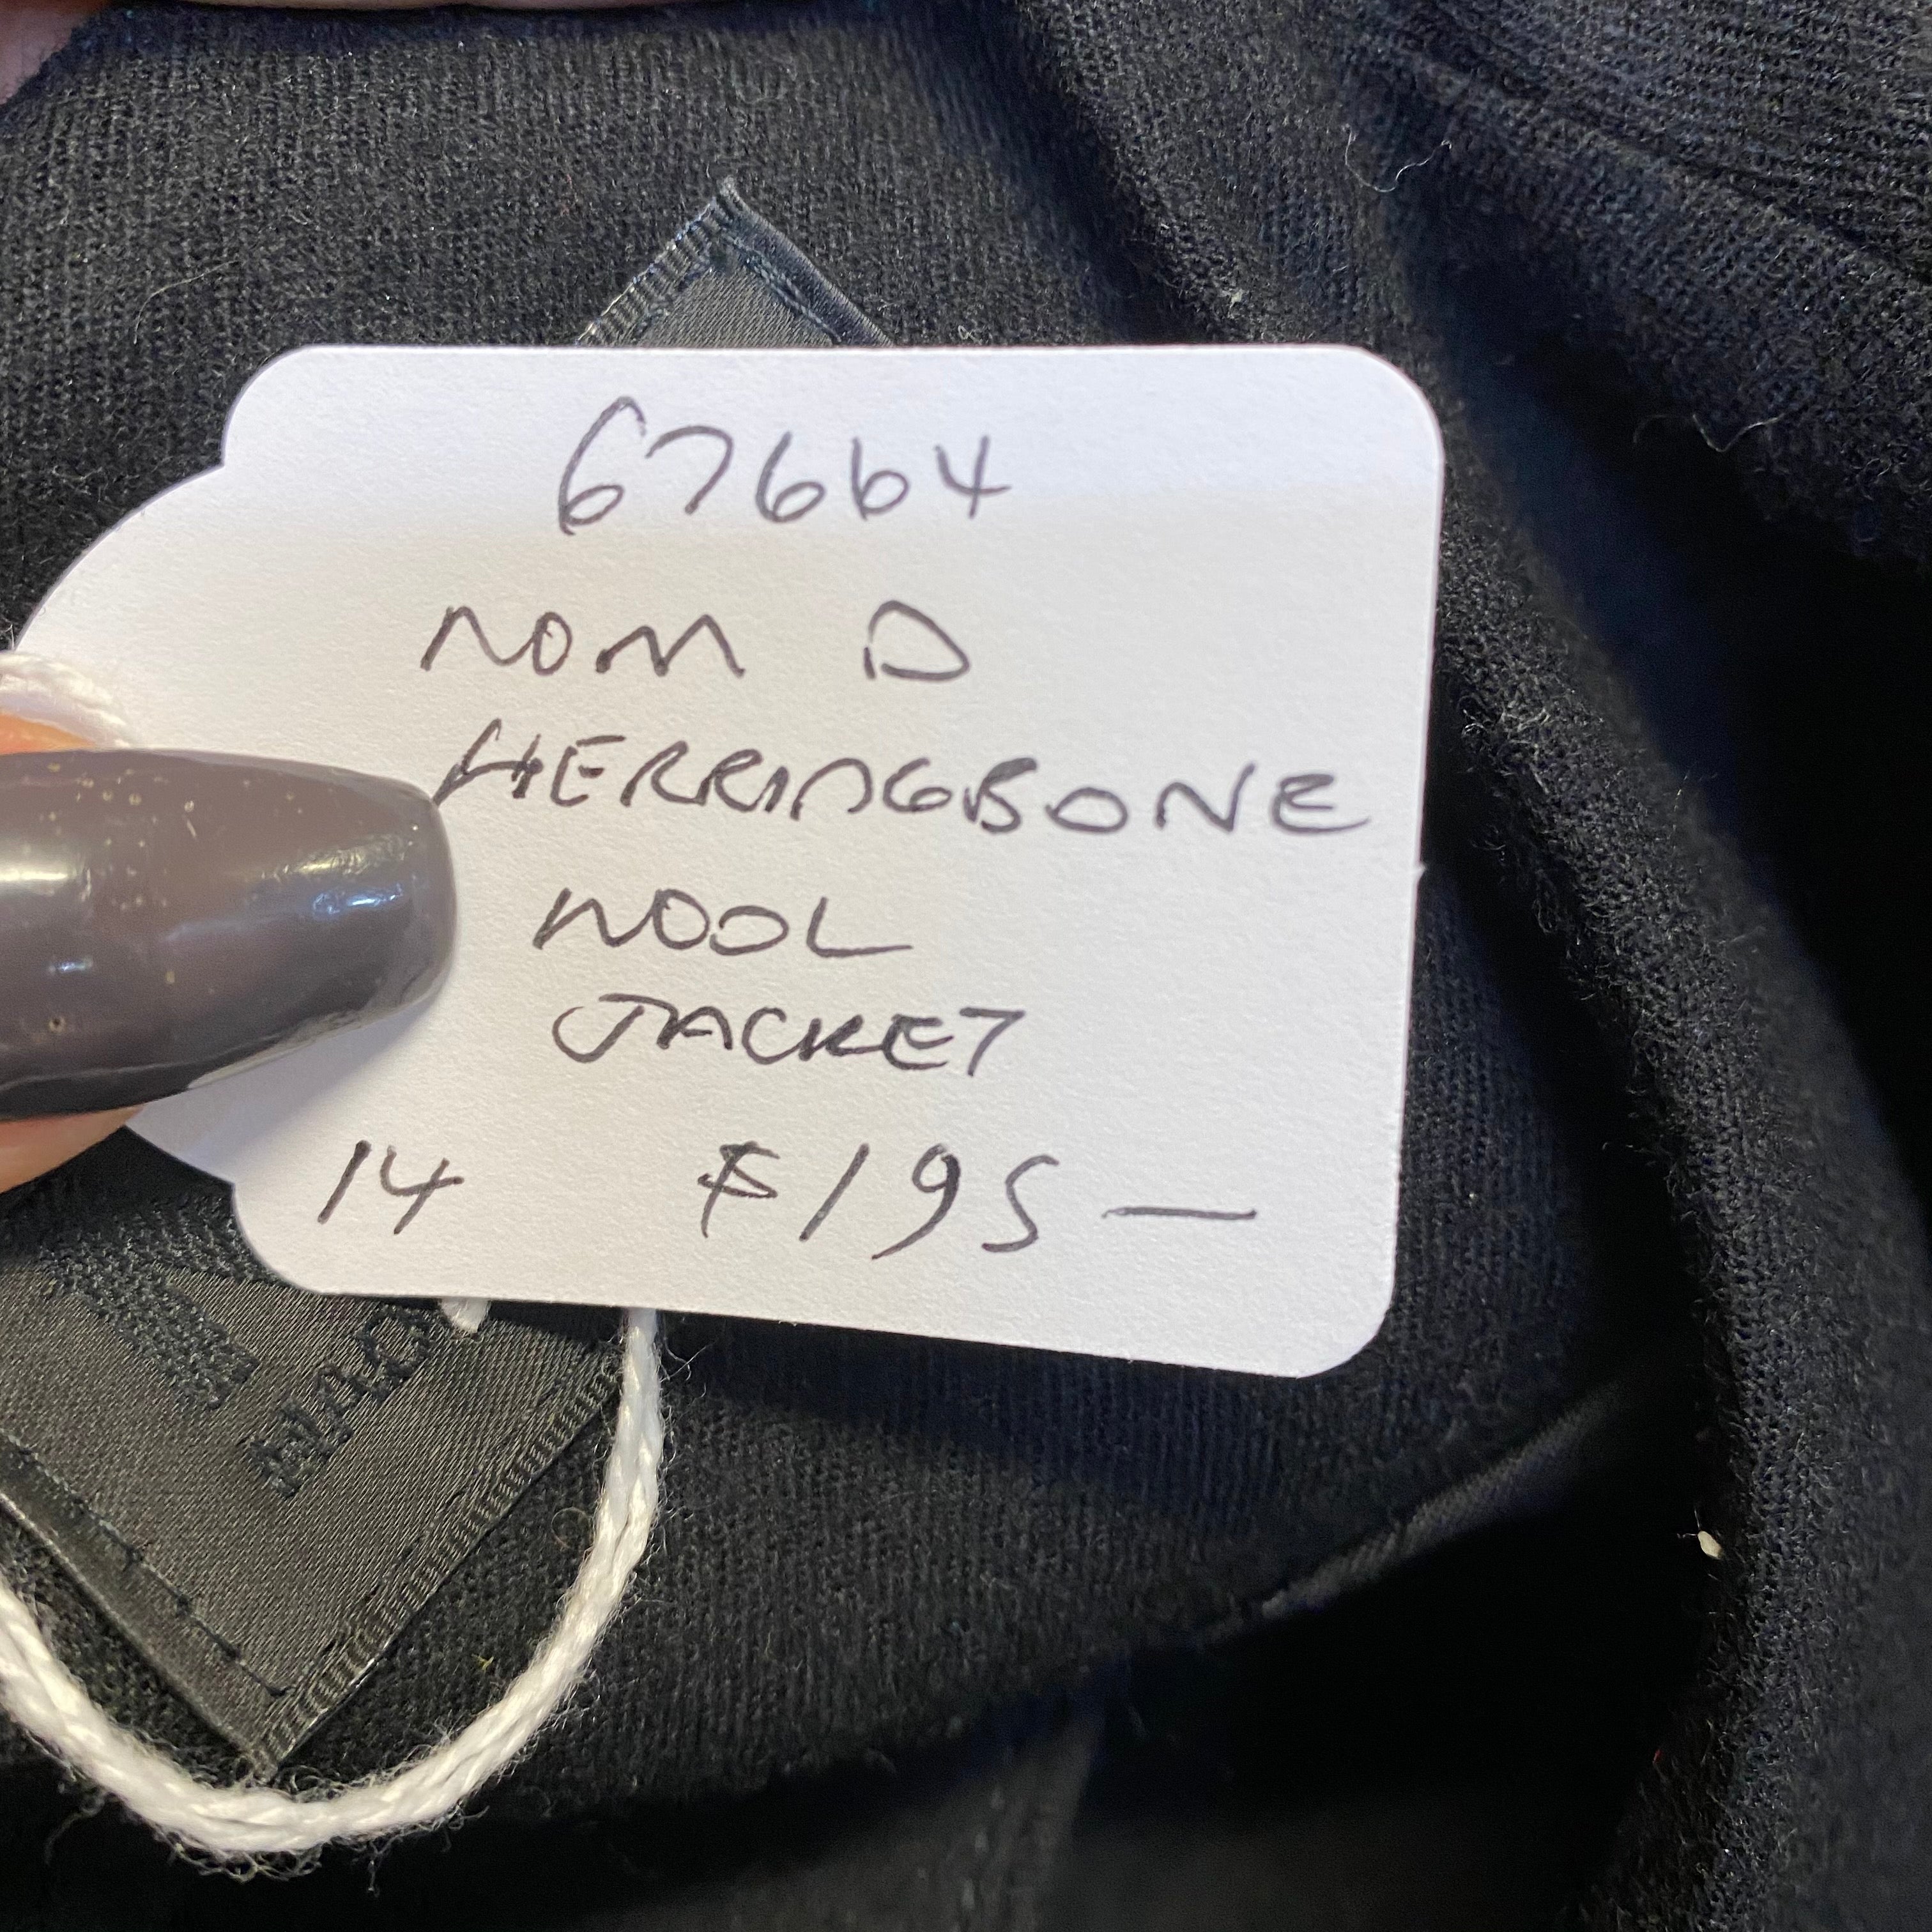 67664
NOM D
HERRINGBONE
WOOL
JACKET
14 $195—